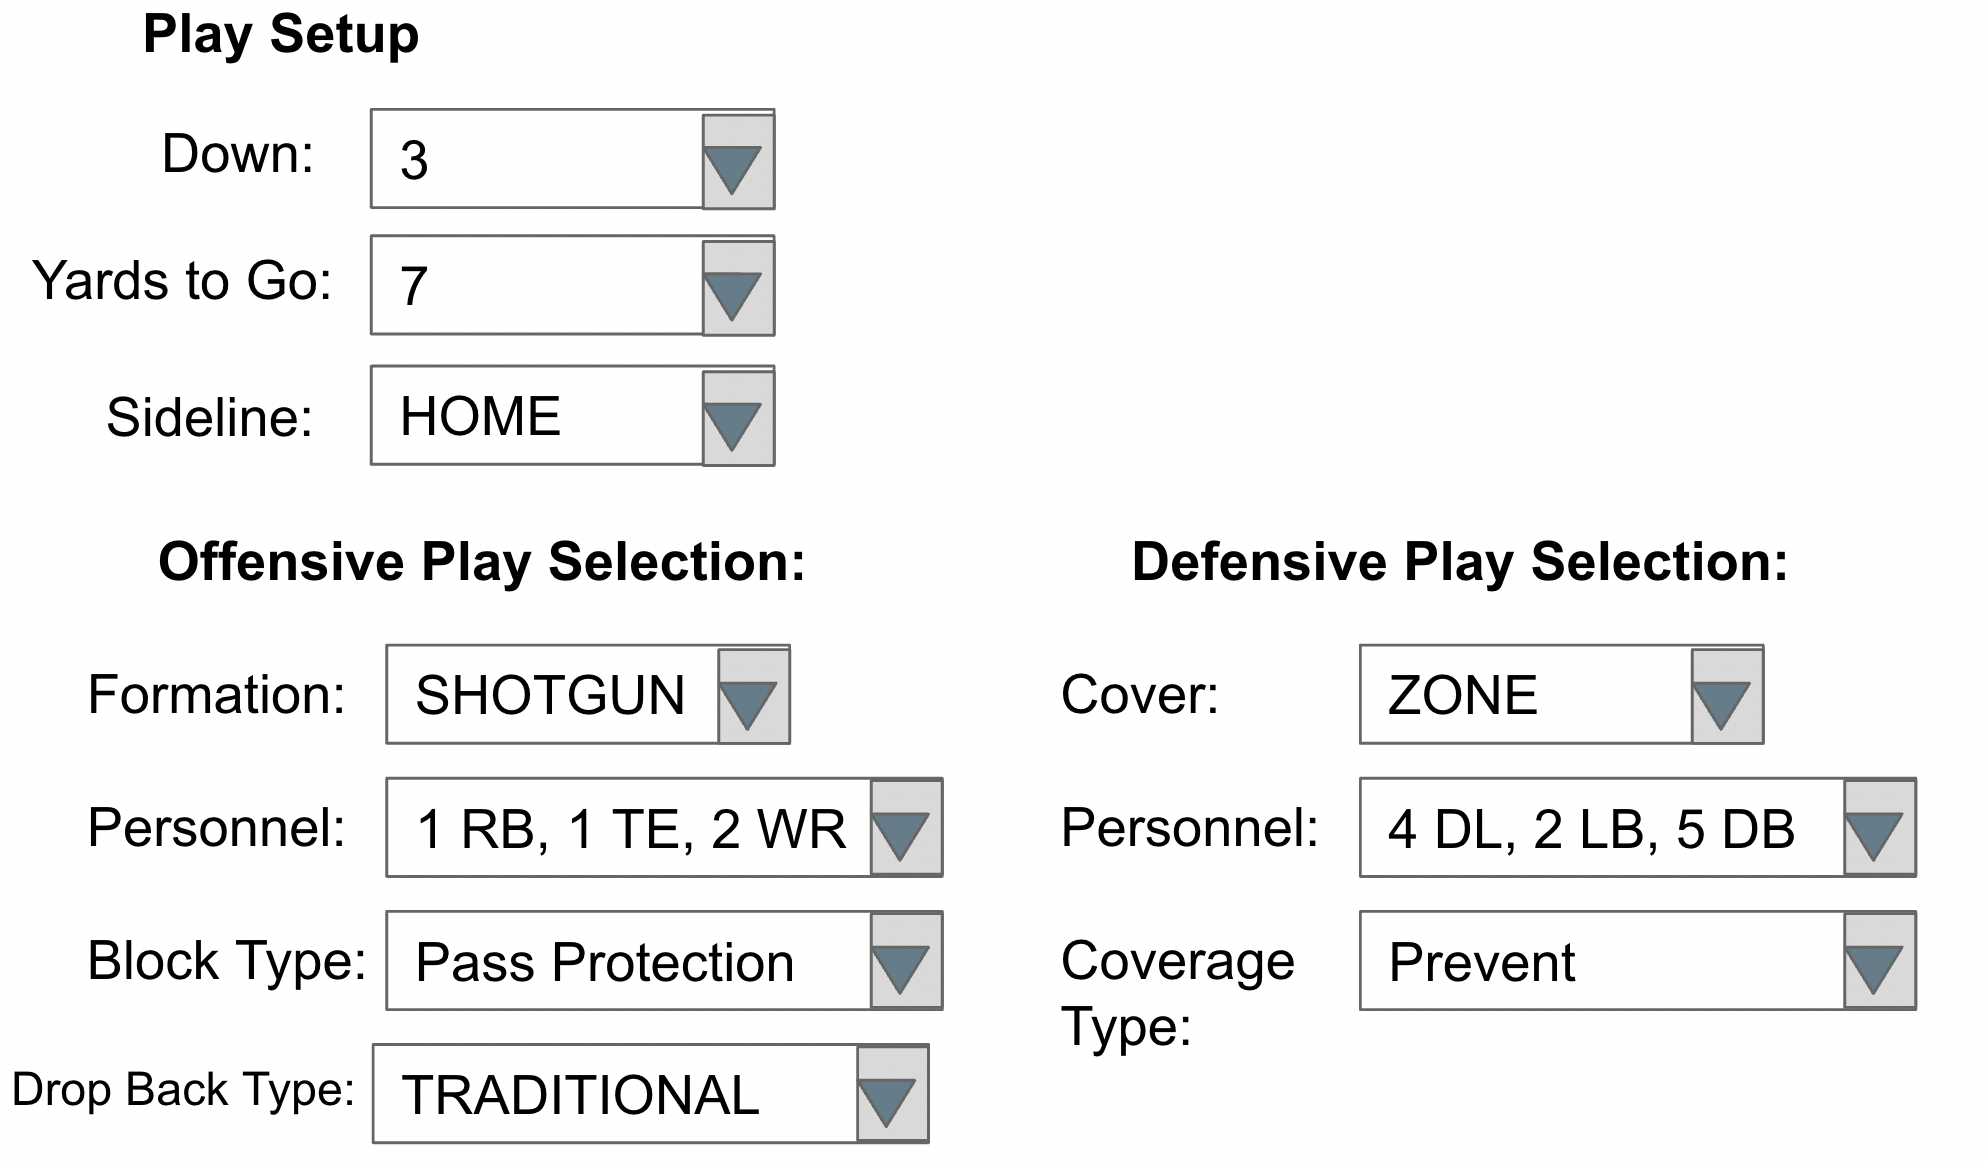 Play Setup
Down: 3
Yards to Go: 7
Sideline: HOME
Offensive Play Selection:
Formation: SHOTGUN
Personnel: 1 RB, 1 TE, 2 WR
Block Type: Pass Protection
Drop Back Type: TRADITIONAL
Defensive Play Selection:
Cover: ZONE
Personnel: 4 DL, 2 LB, 5 DB
Coverage Prevent
Type: